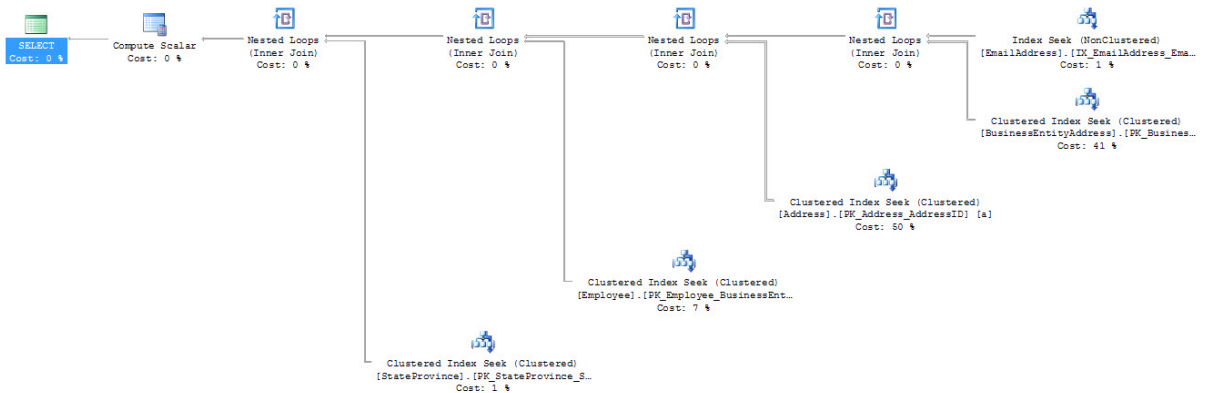 SELECT
Cost: 0 %
Compute Scalar
Cost: 0 %
Nested Loops
(Inner Join)
Cost: 0 %
Nested Loops
(Inner Join)
Cost: 0 %
Nested Loops
(Inner Join)
Cost: 0 %
Nested Loops
(Inner Join)
Cost: 0 %
Index Seek (NonClustered)
[EmailAddress].[IX_EmailAddress_Ema...
Cost: 1 %
Clustered Index Seek (Clustered)
[BusinessEntityAddress].[PK_Busines...
Cost: 41 %
Clustered Index Seek (Clustered)
[Address].[PK_Address_AddressID] [a]
Cost: 50 %
Clustered Index Seek (Clustered)
[Employee].[PK_Employee_BusinessEnt...
Cost: 7 %
Clustered Index Seek (Clustered)
[StateProvince].[PK_StateProvince_S...
Cost: 1 %